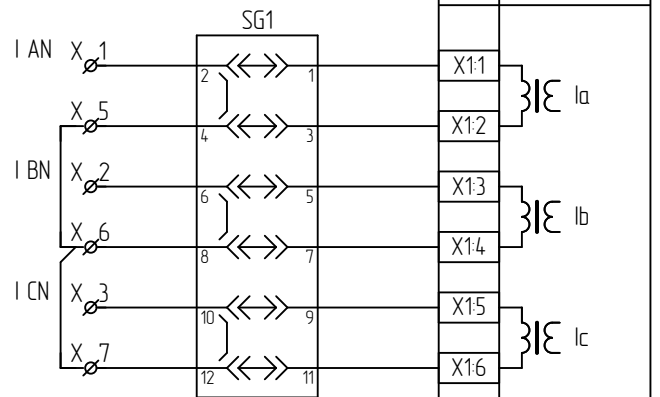 SG1
I AN X 1 2 1 X1:1
Ia
X 5 4 3 X1:2
I BN X 2 6 5 X1:3
Ib
X 6 8 7 X1:4
I CN X 3 10 9 X1:5
Ic
X 7 12 11 X1:6